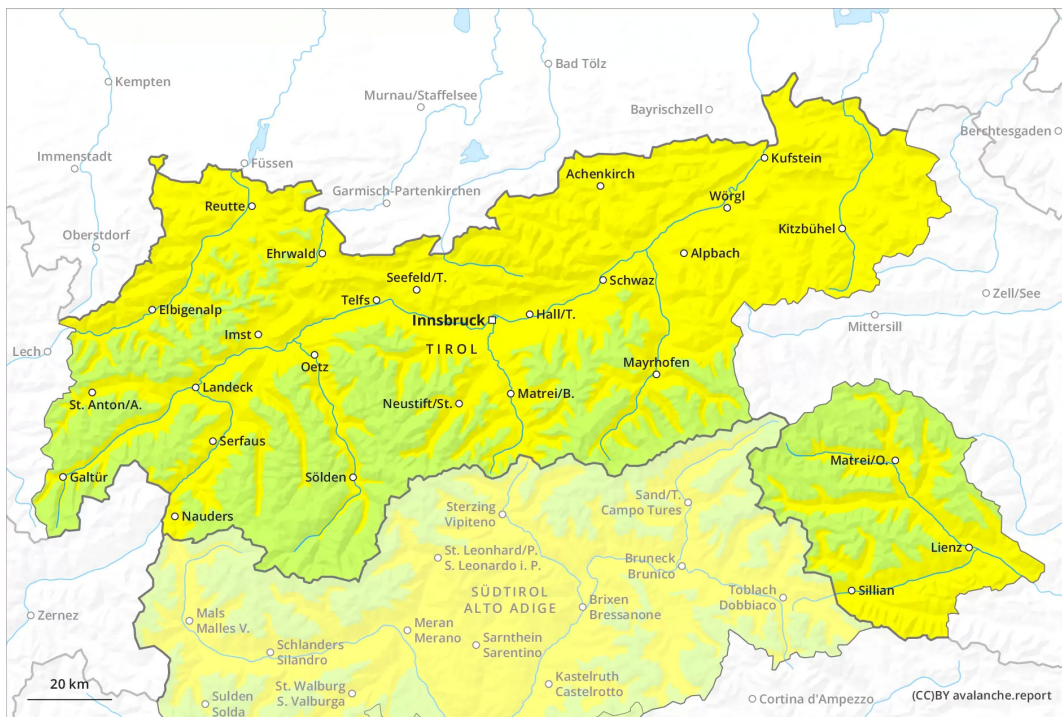 Kempten
Bad Tölz
Murnau/Staffelsee
Bayrischzell
Berchtesgaden
Immenstadt
Füssen
Kufstein
Garmisch-Partenkirchen
Achenkirch
Reutte
Wörgl
Oberstdorf
Kitzbühel
Ehrwald
Alpbach
Seefeld/T.
Schwaz
Zell/See
Telfs
Elbigenalp
Innsbruck
Hall/T.
Mittersill
Imst
TIROL
Lech
Oetz
Mayrhofen
Landeck
St. Anton/A.
Neustift/St.
Matrei/B.
Serfaus
Matrei/O.
Galtür
Sölden
Sand/T.
Campo Tures
Sterzing
Vipiteno
Nauders
Lienz
St. Leonhard/P.
S. Leonardo i. P.
Bruneck
Brunico
Sillian
SÜDTIROL
ALTO ADIGE
Toblach
Dobbiaco
Zernez
Mals
Malles V.
Brixen
Bressanone
Meran
Merano
Schlanders
Silandro
Sarnthein
Sarentino
Kastelruth
Castelrotto
20 km
St. Walburg
S. Valburga
Sulden
Solda
Cortina d'Ampezzo
(CC)BY avalanche.report